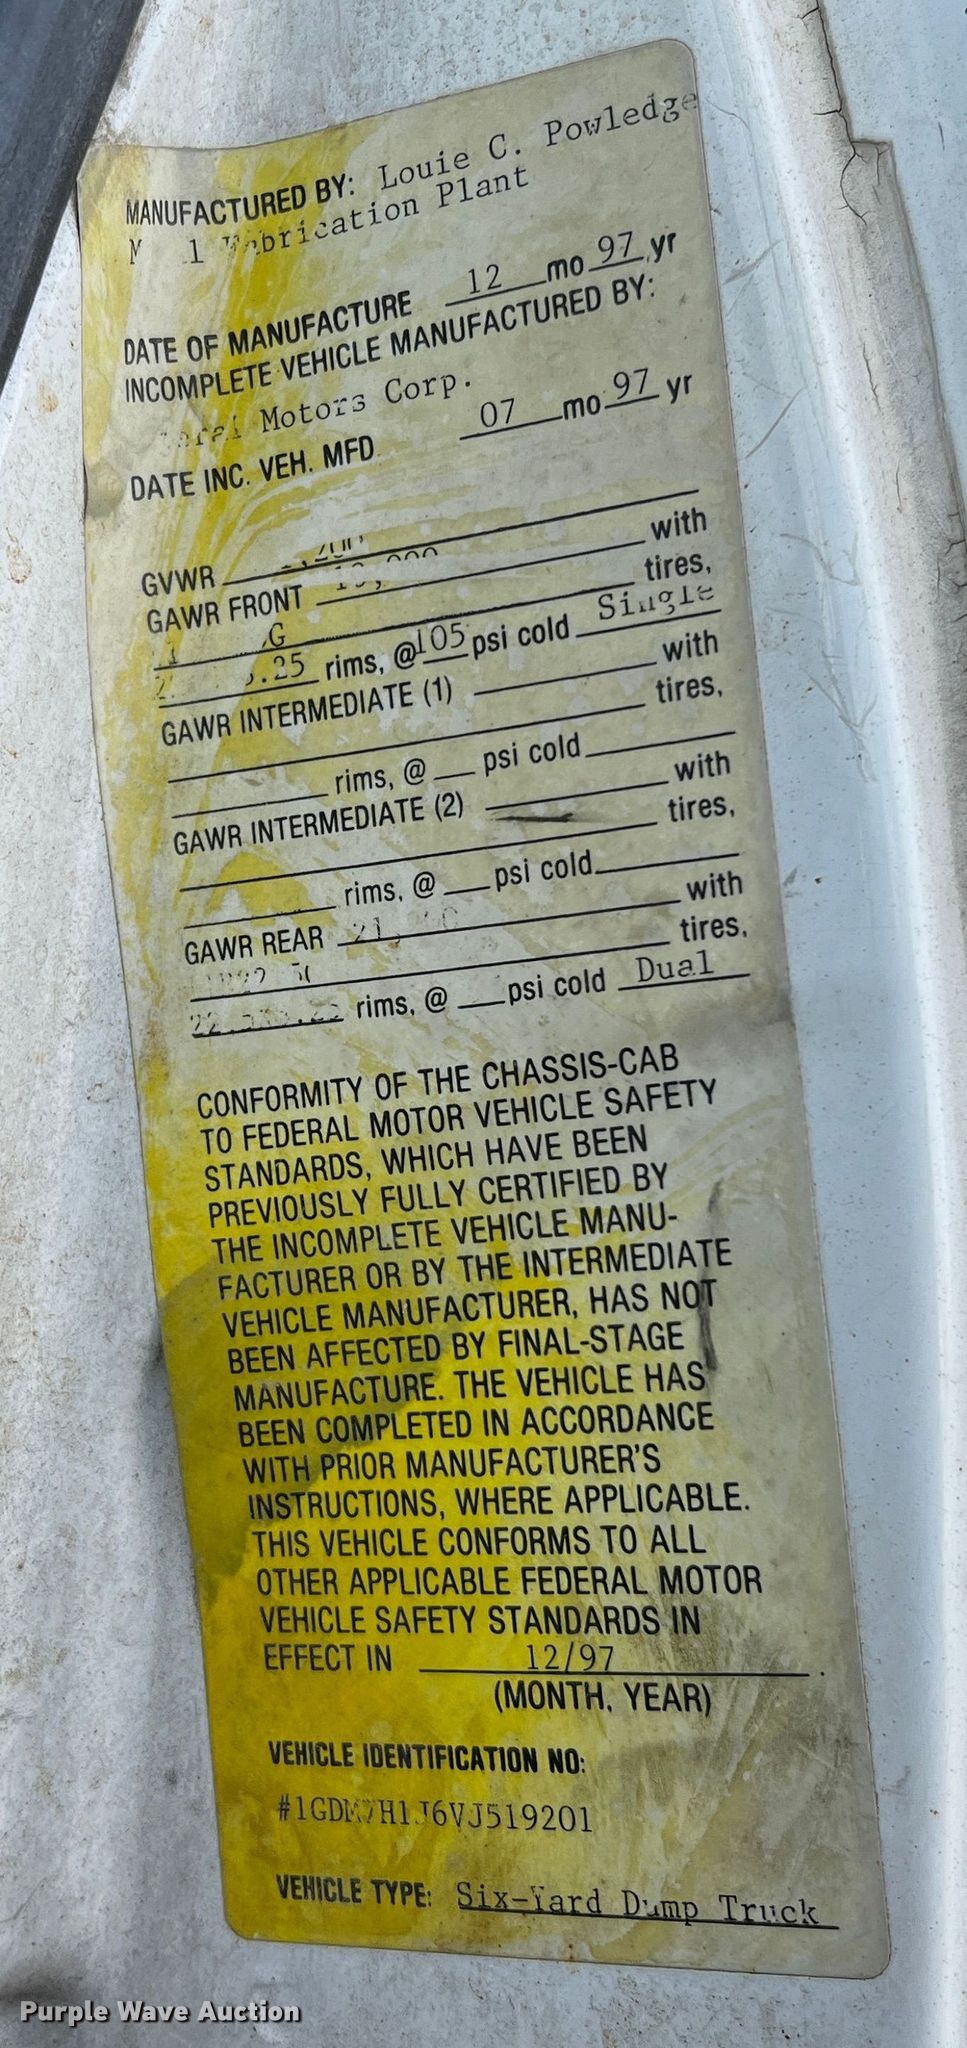 MANUFACTURED BY: Louie C. Powledge
Fabrication Plant
DATE OF MANUFACTURE 12 mo 97 yr
INCOMPLETE VEHICLE MANUFACTURED BY:
Motors Corp.
DATE INC. VEH. MFD 07 mo 97 yr
GVWR
GAWR FRONT with
tires,
rims, @ 105 psi cold Single
GAWR INTERMEDIATE (1) with
tires,
rims, @ psi cold
GAWR INTERMEDIATE (2) with
tires,
rims, @ psi cold
GAWR REAR with
tires,
rims, @ psi cold Dual
CONFORMITY OF THE CHASSIS-CAB
TO FEDERAL MOTOR VEHICLE SAFETY
STANDARDS, WHICH HAVE BEEN
PREVIOUSLY FULLY CERTIFIED BY
THE INCOMPLETE VEHICLE MANU-
FACTURER OR BY THE INTERMEDIATE
VEHICLE MANUFACTURER, HAS NOT
BEEN AFFECTED BY FINAL-STAGE
MANUFACTURE. THE VEHICLE HAS
BEEN COMPLETED IN ACCORDANCE
WITH PRIOR MANUFACTURER'S
INSTRUCTIONS, WHERE APPLICABLE.
THIS VEHICLE CONFORMS TO ALL
OTHER APPLICABLE FEDERAL MOTOR
VEHICLE SAFETY STANDARDS IN
EFFECT IN 12/97.
(MONTH, YEAR)
VEHICLE IDENTIFICATION NO:
#1GDM7H1J6VJ519201
VEHICLE TYPE: Six-Yard Dump Truck
Purple Wave Auction